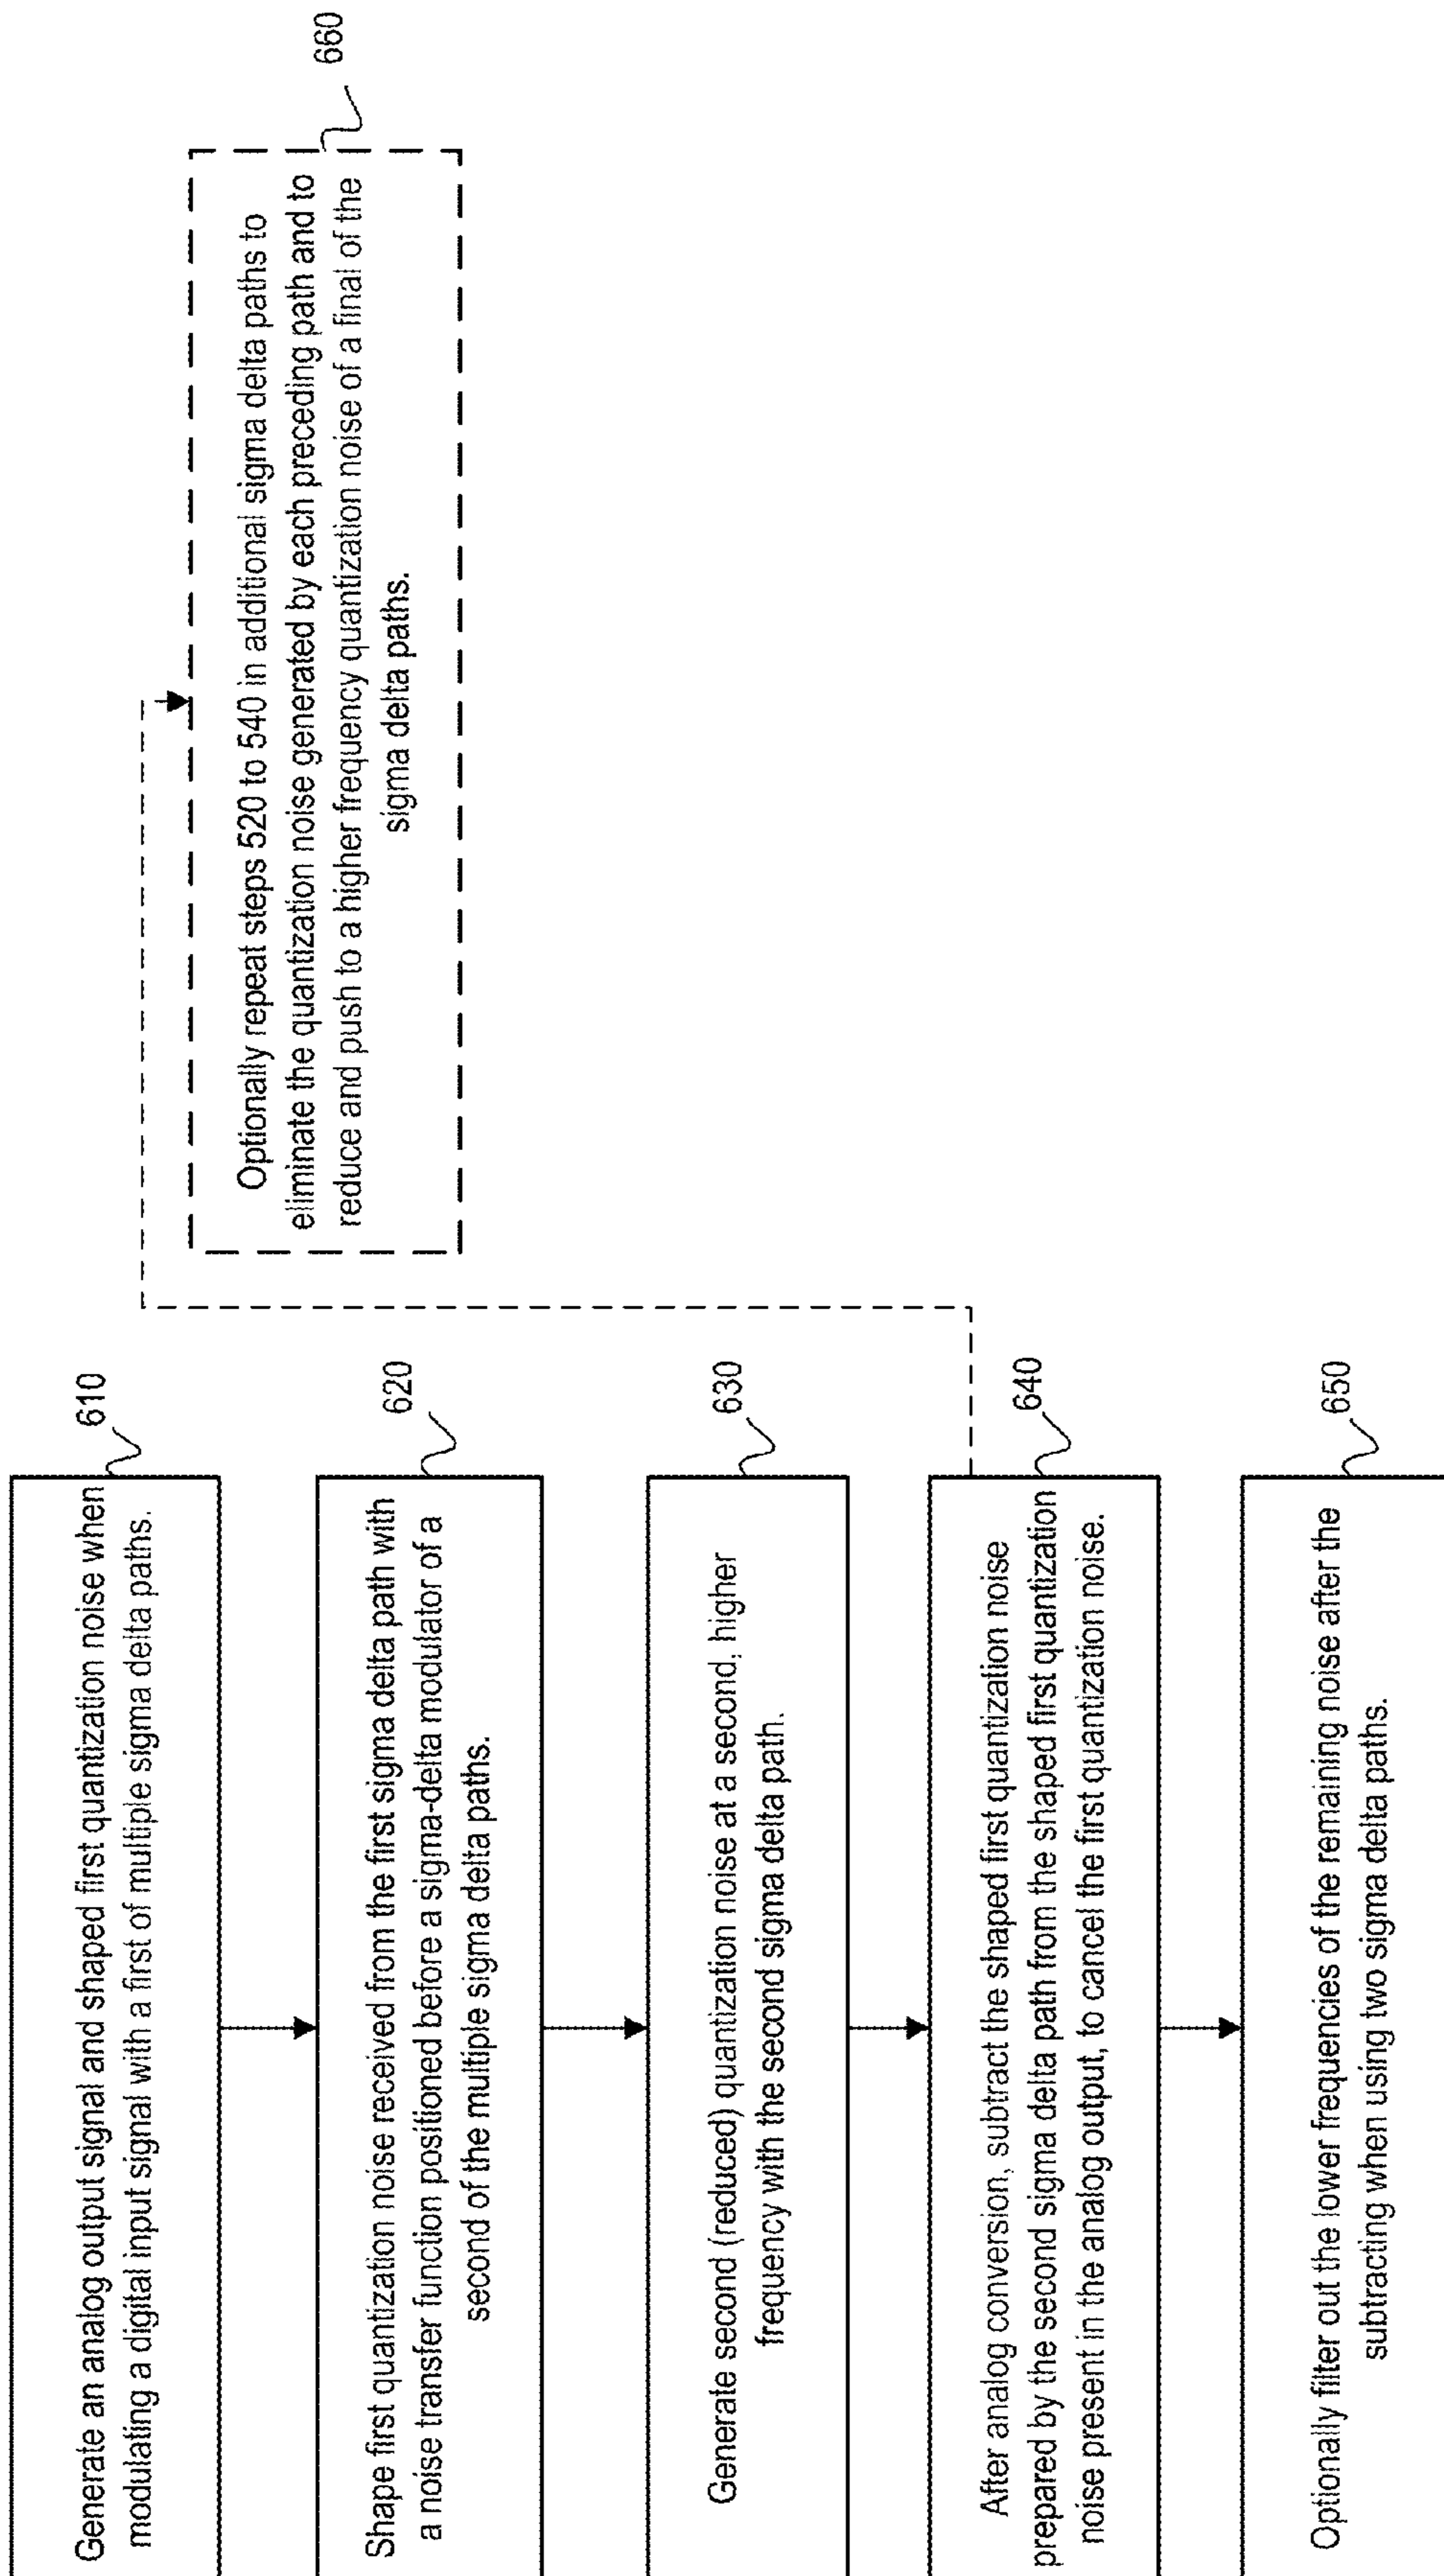 Generate an analog output signal and shaped first quantization noise when
modulating a digital input signal with a first of multiple sigma delta paths.
610
Shape first quantization noise received from the first sigma delta path with
a noise transfer function positioned before a sigma-delta modulator of a
second of the multiple sigma delta paths.
620
Generate second (reduced) quantization noise at a second, higher
frequency with the second sigma delta path.
630
After analog conversion, subtract the shaped first quantization noise
prepared by the second sigma delta path from the shaped first quantization
noise present in the analog output, to cancel the first quantization noise.
640
Optionally filter out the lower frequencies of the remaining noise after the
subtracting when using two sigma delta paths.
650
Optionally repeat steps 520 to 540 in additional sigma delta paths to
eliminate the quantization noise generated by each preceding path and to
reduce and push to a higher frequency quantization noise of a final of the
sigma delta paths.
660